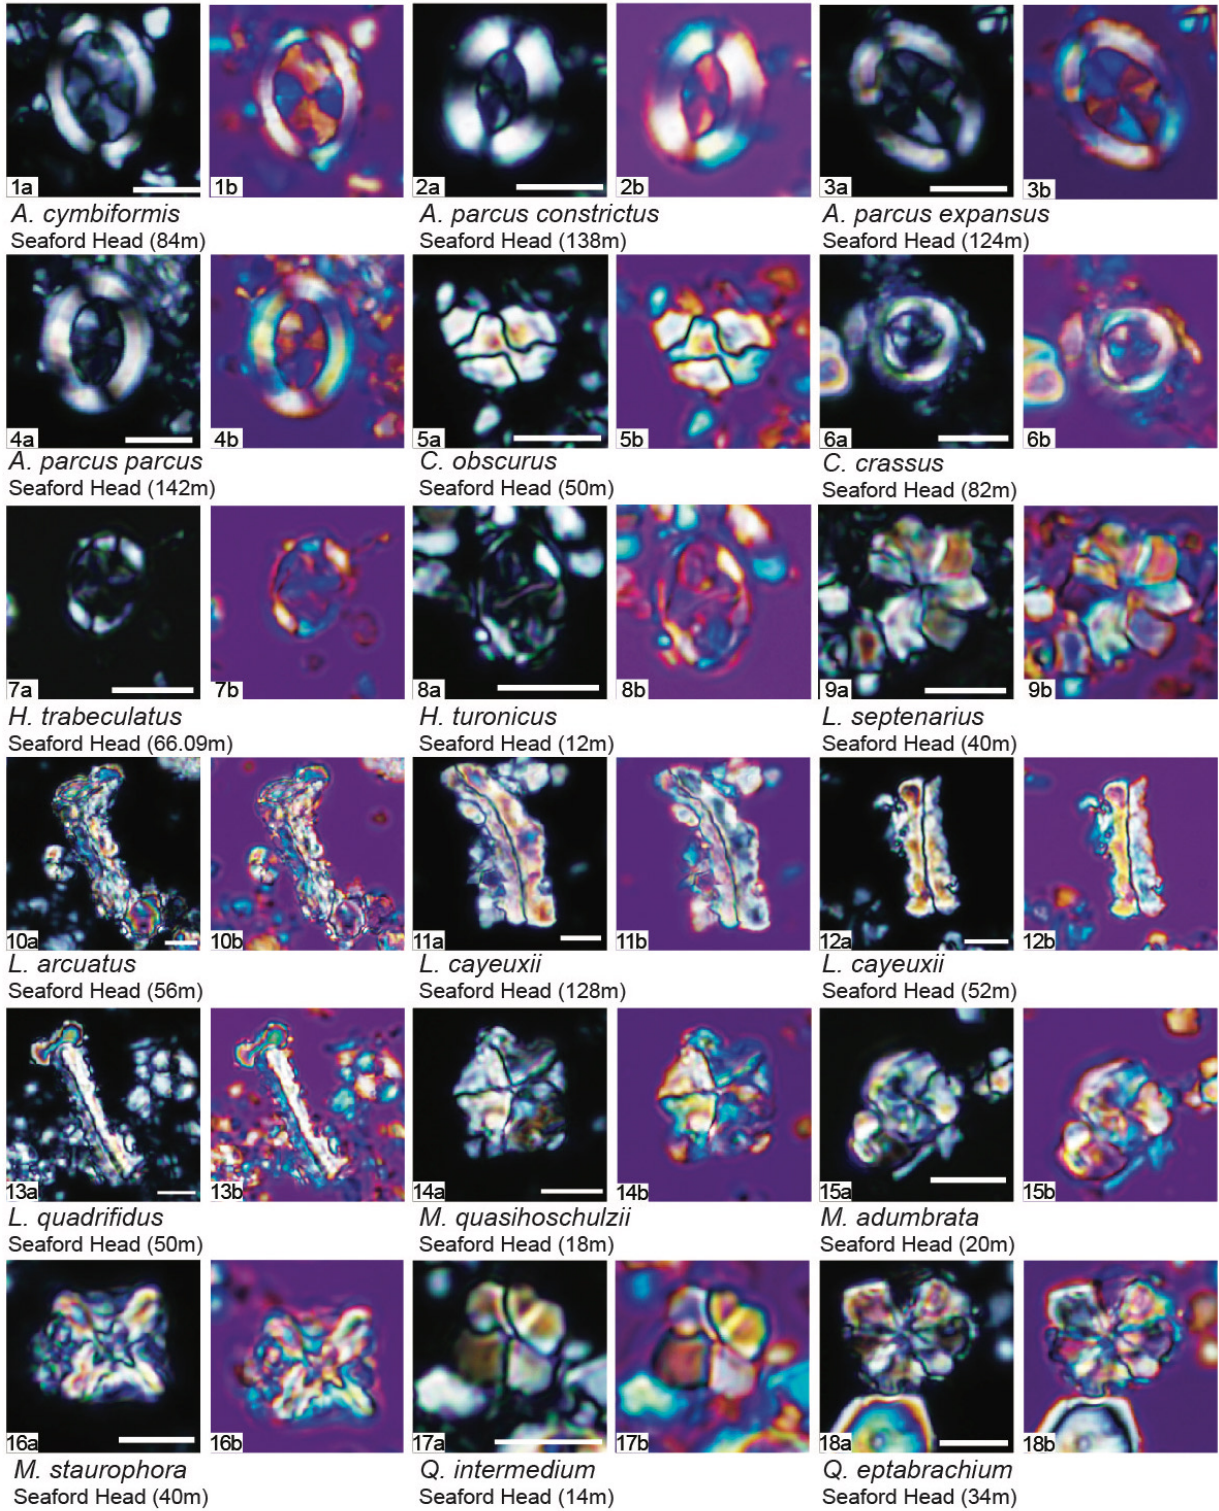 1a 1b 2a 2b 3a 3b
A. cymbiformis A. parcus constrictus A. parcus expansus
Seaford Head (84m) Seaford Head (138m) Seaford Head (124m)
4a 4b 5a 5b 6a 6b
A. parcus parcus C. obscurus C. crassus
Seaford Head (142m) Seaford Head (50m) Seaford Head (82m)
7a 7b 8a 8b 9a 9b
H. trabeculatus H. turonicus L. septenarius
Seaford Head (66.09m) Seaford Head (12m) Seaford Head (40m)
10a 10b 11a 11b 12a 12b
L. arcuatus L. cayeuxii L. cayeuxii
Seaford Head (56m) Seaford Head (128m) Seaford Head (52m)
13a 13b 14a 14b 15a 15b
L. quadrifidus M. quasihoschulzii M. adumbrata
Seaford Head (50m) Seaford Head (18m) Seaford Head (20m)
16a 16b 17a 17b 18a 18b
M. staurophora Q. intermedium Q. eptabrachium
Seaford Head (40m) Seaford Head (14m) Seaford Head (34m)